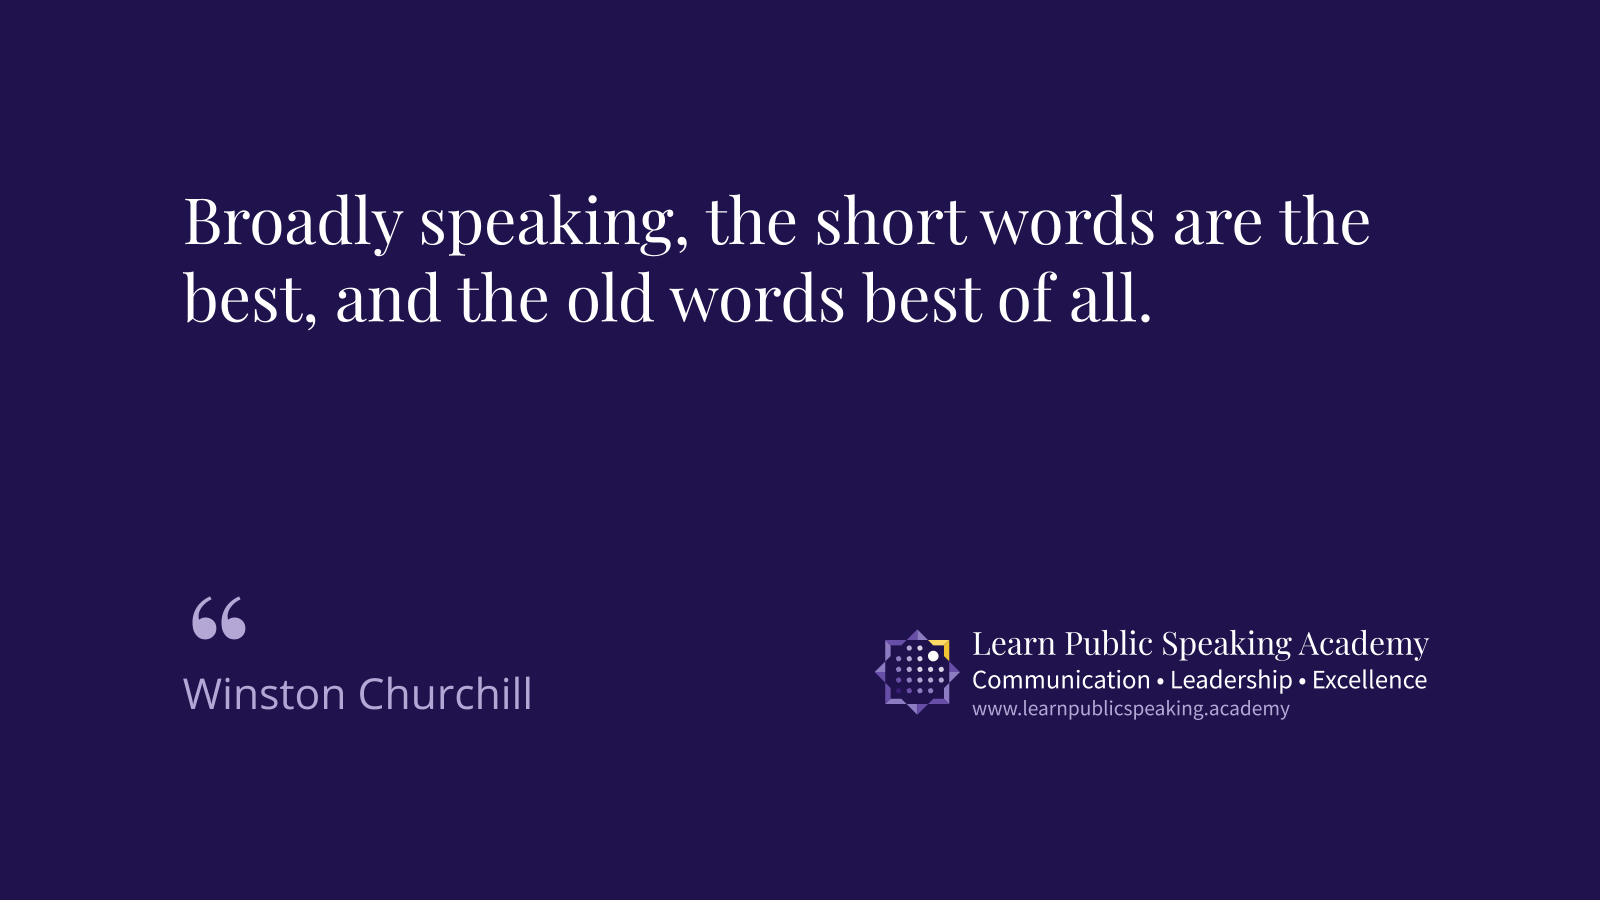 Broadly speaking, the short words are the
best, and the old words best of all.
“
Winston Churchill
Learn Public Speaking Academy
Communication • Leadership • Excellence
www.learnpublicspeaking.academy